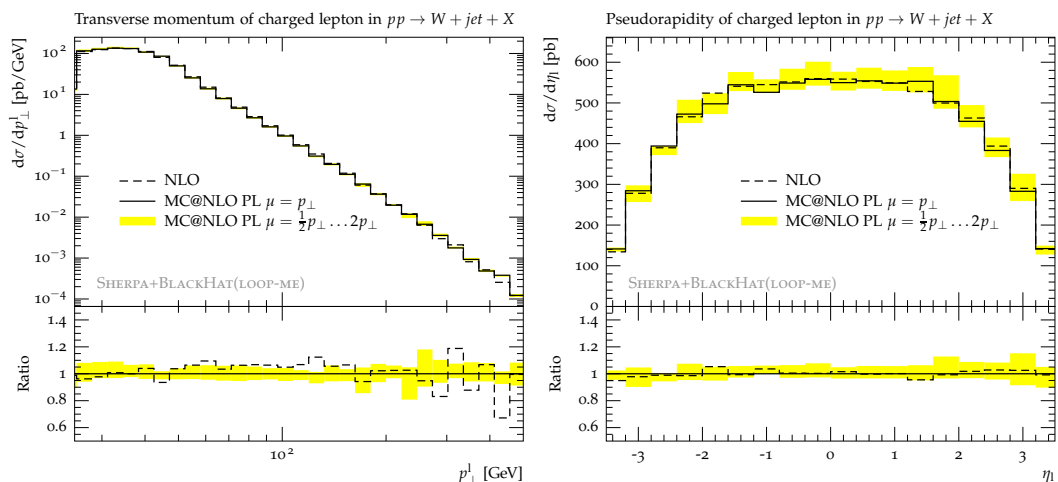 Transverse momentum of charged lepton in pp → W + jet + X
dσ/dp⊥^l [pb/GeV]
10²
10¹
1
10⁻¹
10⁻²
10⁻³
10⁻⁴
NLO
MC@NLO PL μ = p⊥
MC@NLO PL μ = ½p⊥ … 2p⊥
SHERPA+BLACKHAT(LOOP-ME)
Ratio
1.4
1.2
1
0.8
0.6
10²
p⊥^l [GeV]
Pseudorapidity of charged lepton in pp → W + jet + X
dσ/dηl [pb]
600
500
400
300
200
100
0
NLO
MC@NLO PL μ = p⊥
MC@NLO PL μ = ½p⊥ … 2p⊥
SHERPA+BLACKHAT(LOOP-ME)
Ratio
1.4
1.2
1
0.8
0.6
-3 -2 -1 0 1 2 3
ηl